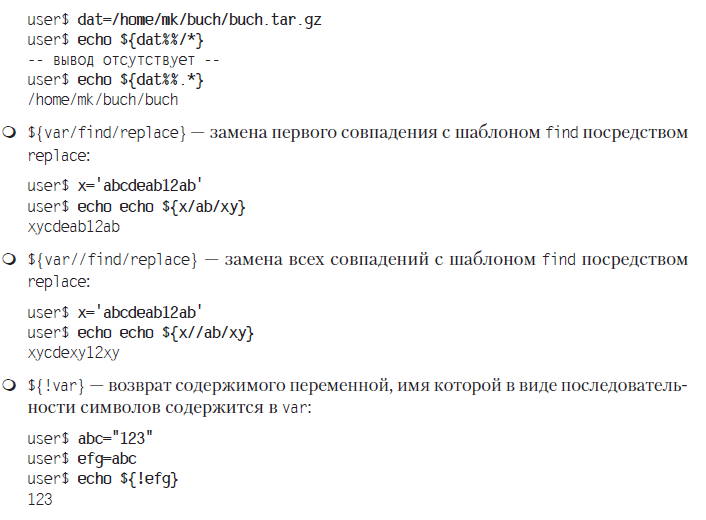 user$ dat=/home/mk/buch/buch.tar.gz
user$ echo ${dat%%/*}
-- вывод отсутствует --
user$ echo ${dat%%.*}
/home/mk/buch/buch
❍ ${var/find/replace} — замена первого совпадения с шаблоном find посредством
replace:
user$ x='abcdeab12ab'
user$ echo echo ${x/ab/xy}
xycdeab12ab
❍ ${var//find/replace} — замена всех совпадений с шаблоном find посредством
replace:
user$ x='abcdeab12ab'
user$ echo echo ${x//ab/xy}
xycdexy12xy
❍ ${!var} — возврат содержимого переменной, имя которой в виде последователь-
ности символов содержится в var:
user$ abc="123"
user$ efg=abc
user$ echo ${!efg}
123